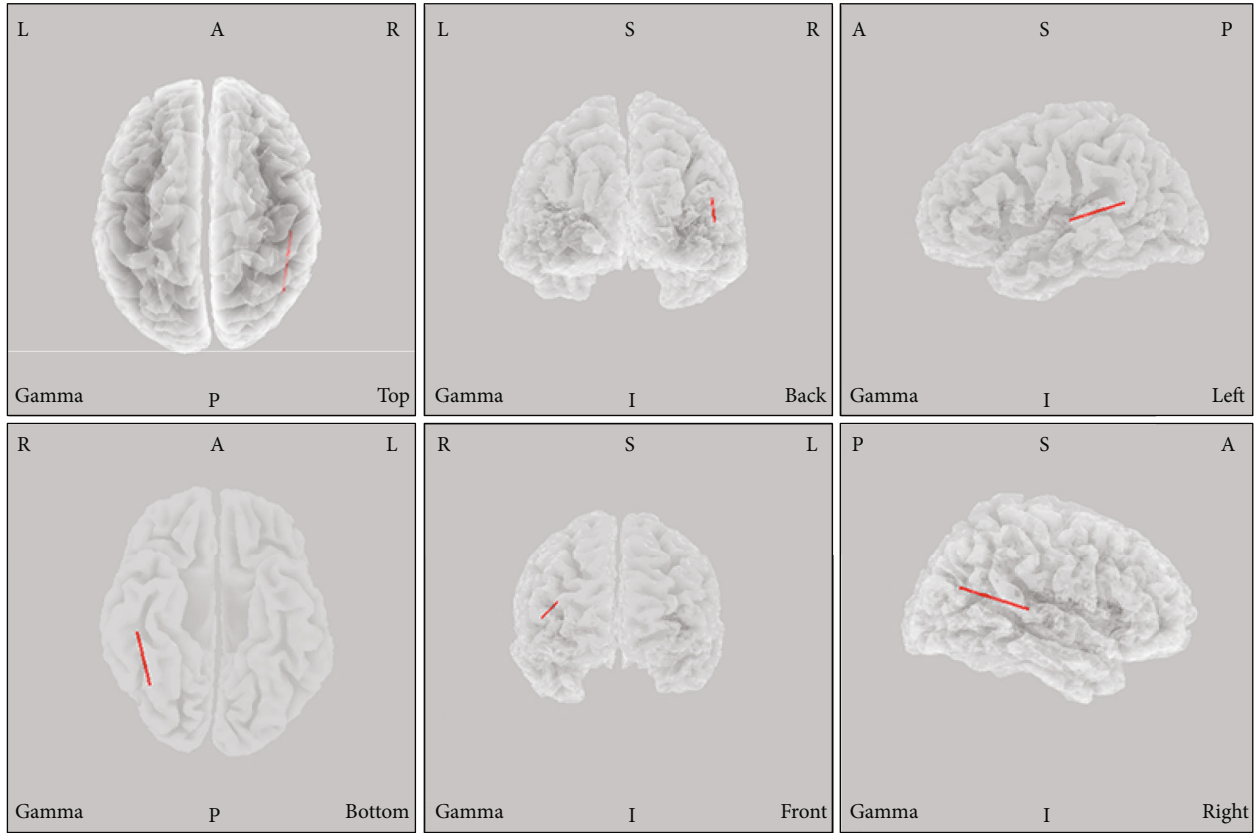 L A R
Gamma P Top
L S R
Gamma I Back
A S P
Gamma I Left
R A L
Gamma P Bottom
R S L
Gamma I Front
P S A
Gamma I Right